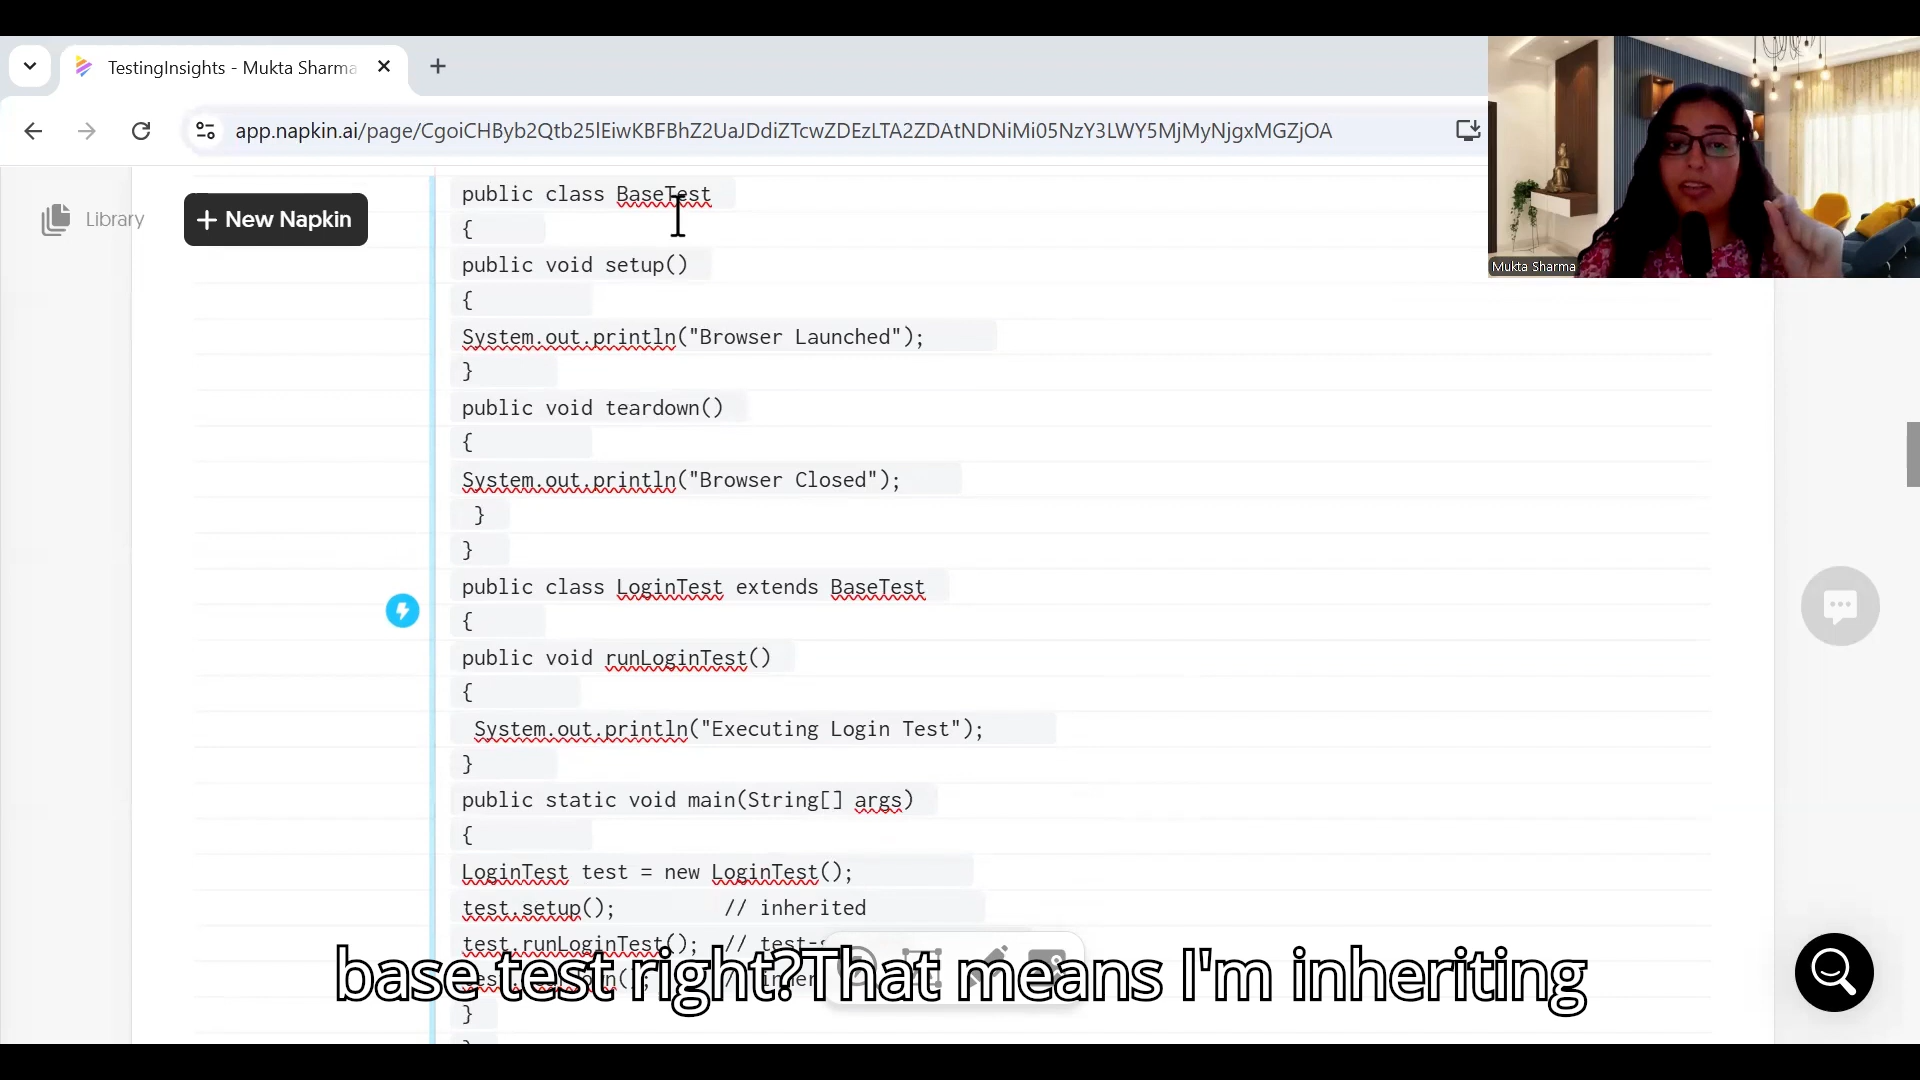 TestingInsights - Mukta Sharma
app.napkin.ai/page/CgoiCHByb2Qtb25lEiwKBFBhZ2UaJDdiZTcwZDEzLTA2ZDAtNDNiMi05NzY3LWY5MjMyNjgxMGZjOA
Library
+ New Napkin
Mukta Sharma
public class BaseTest
{
public void setup()
{
System.out.println("Browser Launched");
}
public void teardown()
{
System.out.println("Browser Closed");
}
}
public class LoginTest extends BaseTest
{
public void runLoginTest()
{
System.out.println("Executing Login Test");
}
public static void main(String[] args)
{
LoginTest test = new LoginTest();
test.setup(); // inherited
test.runLoginTest(); // test-s
base test right?That means I'm inheriting
}